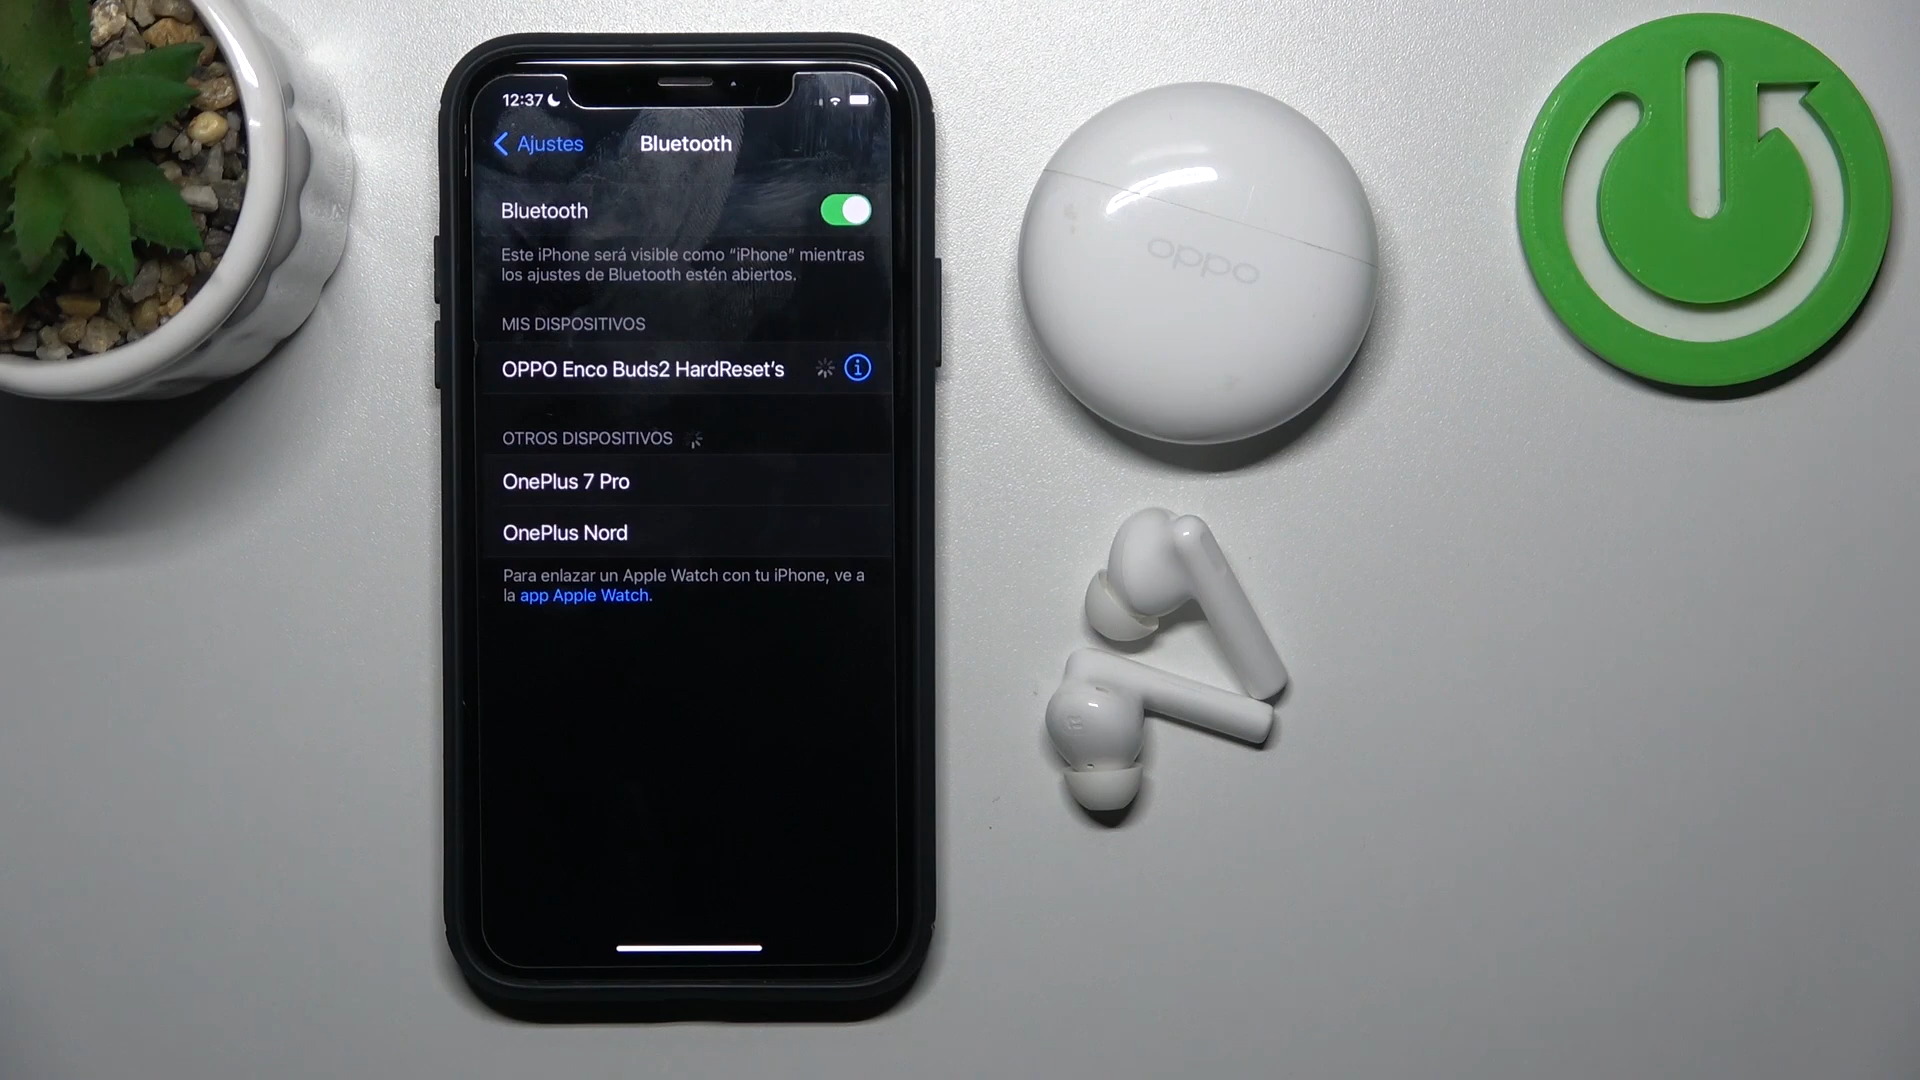 12:37
Ajustes
Bluetooth
Bluetooth
Este iPhone será visible como “iPhone” mientras
los ajustes de Bluetooth estén abiertos.
MIS DISPOSITIVOS
OPPO Enco Buds2 HardReset’s
OTROS DISPOSITIVOS
OnePlus 7 Pro
OnePlus Nord
Para enlazar un Apple Watch con tu iPhone, ve a
la app Apple Watch.
oppo